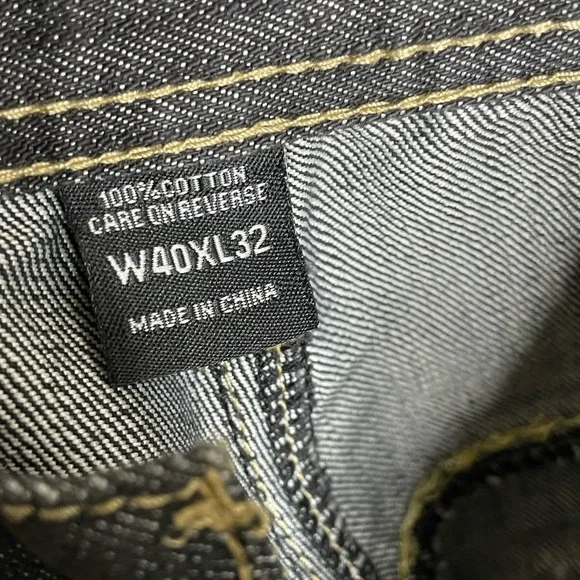 100% COTTON
CARE ON REVERSE
W40XL32
MADE IN CHINA